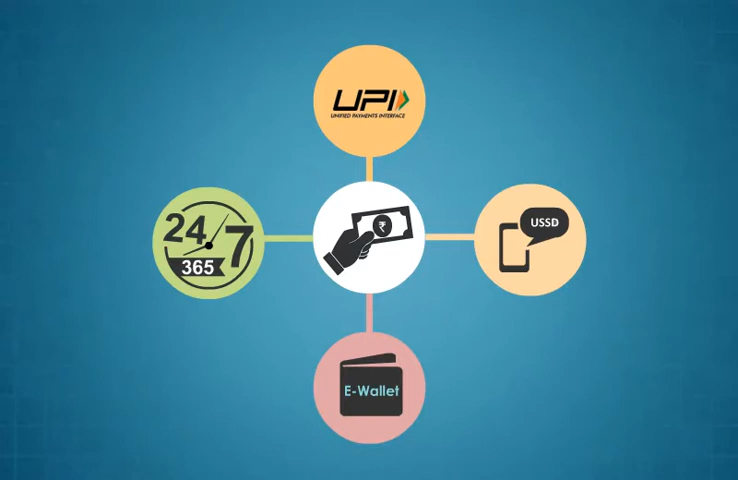 UPI
UNIFIED PAYMENTS INTERFACE
24
7
365
₹
USSD
E-Wallet